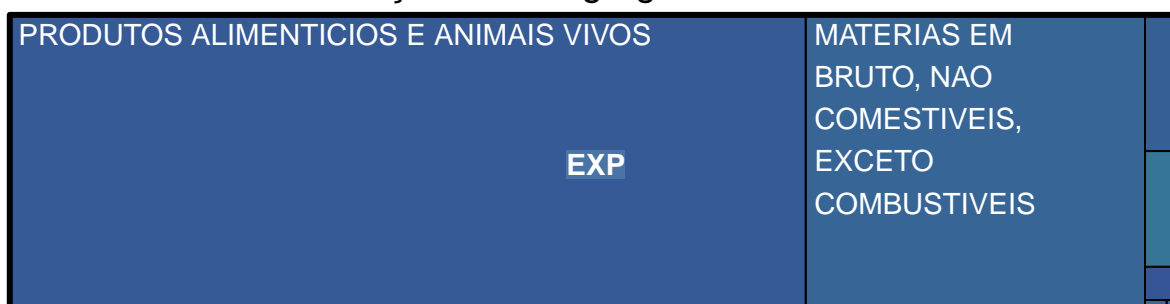 PRODUTOS ALIMENTICIOS E ANIMAIS VIVOS
MATERIAS EM
BRUTO, NAO
COMESTIVEIS,
EXCETO
COMBUSTIVEIS
EXP